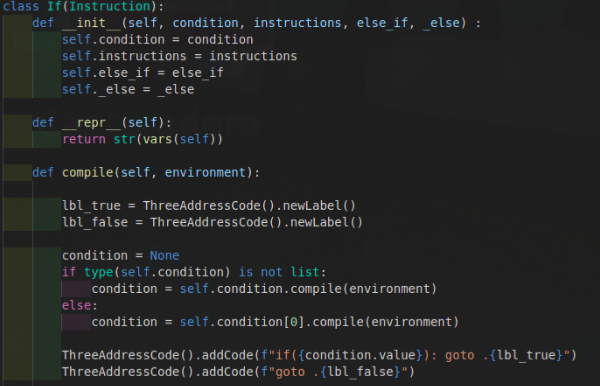 class If(Instruction):
    def __init__(self, condition, instructions, else_if, _else) :
        self.condition = condition
        self.instructions = instructions
        self.else_if = else_if
        self._else = _else
    def __repr__(self):
        return str(vars(self))
    def compile(self, environment):
        lbl_true = ThreeAddressCode().newLabel()
        lbl_false = ThreeAddressCode().newLabel()
        condition = None
        if type(self.condition) is not list:
            condition = self.condition.compile(environment)
        else:
            condition = self.condition[0].compile(environment)
        ThreeAddressCode().addCode(f"if({condition.value}): goto .{lbl_true}")
        ThreeAddressCode().addCode(f"goto .{lbl_false}")